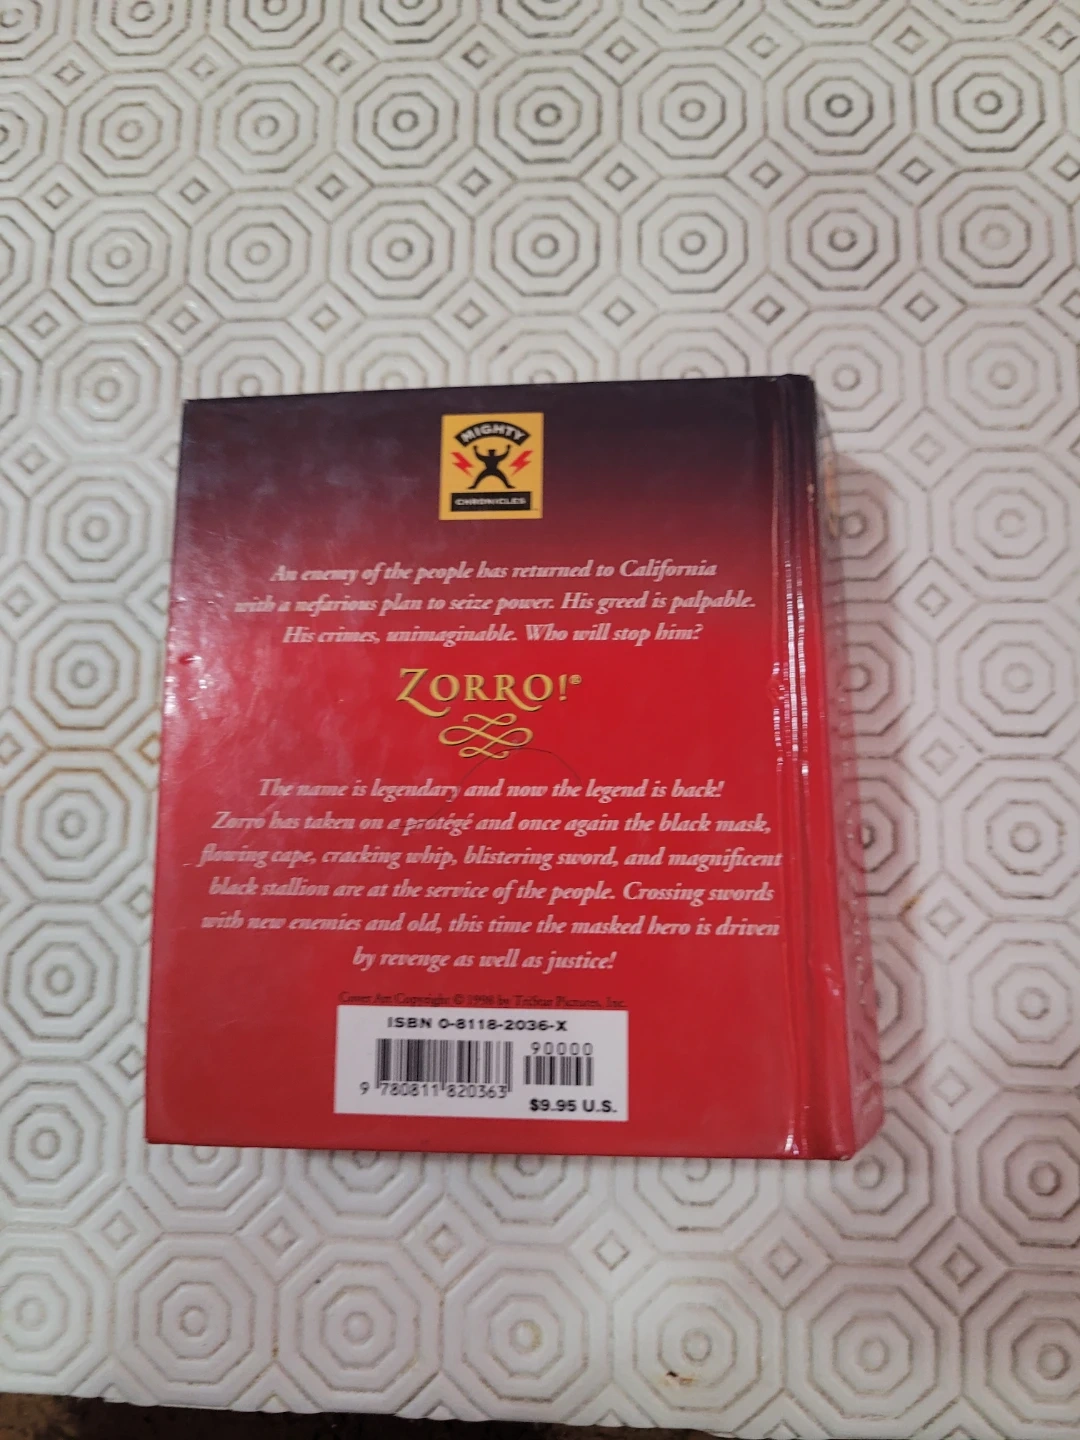 MIGHTY
CHRONICLES
An enemy of the people has returned to California
with a nefarious plan to seize power. His greed is palpable.
His crimes, unimaginable. Who will stop him?
ZORRO!®
The name is legendary and now the legend is back!
Zorro has taken on a protégé and once again the black mask,
flowing cape, cracking whip, blistering sword, and magnificent
black stallion are at the service of the people. Crossing swords
with new enemies and old, this time the masked hero is driven
by revenge as well as justice!
Cover Art Copyright © 1998 by TriStar Pictures, Inc.
ISBN 0-8118-2036-X
90000
9 780811 820363
$9.95 U.S.